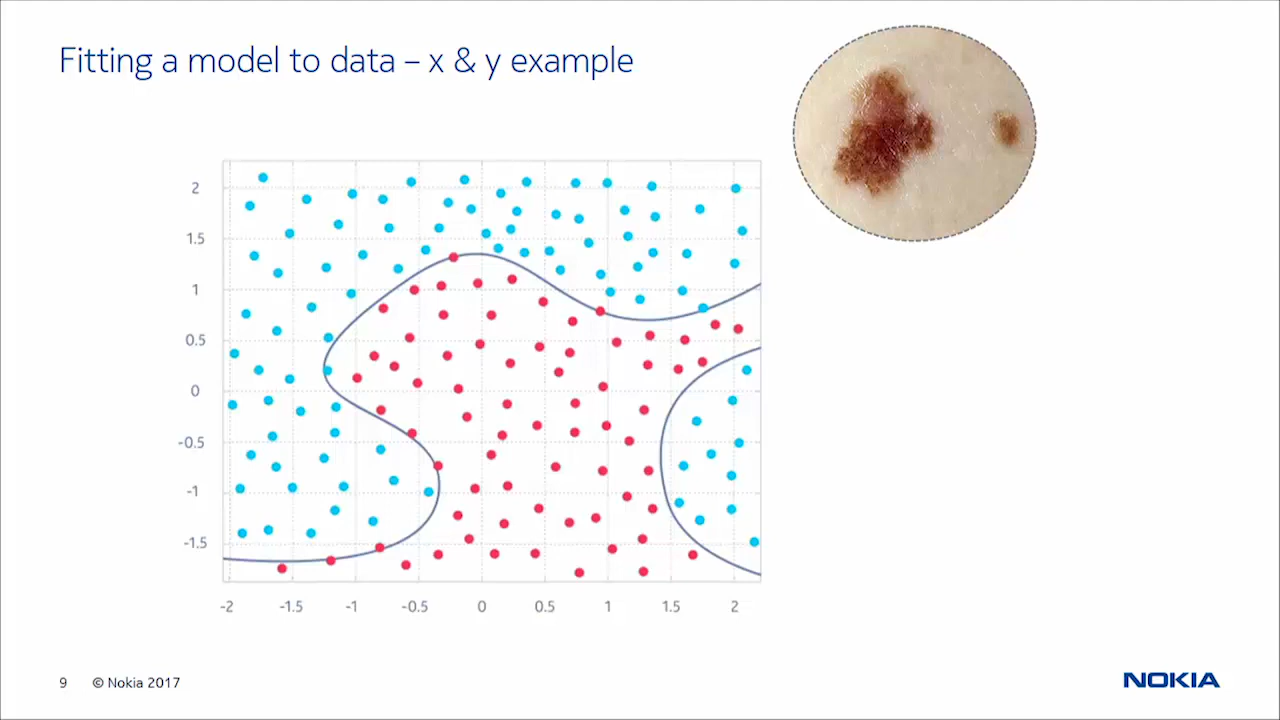 Fitting a model to data – x & y example
2
1.5
1
0.5
0
-0.5
-1
-1.5
-2 -1.5 -1 -0.5 0 0.5 1 1.5 2
9 © Nokia 2017
NOKIA